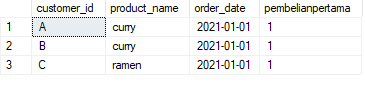 customer_id product_name order_date pembelianpertama
1 A curry 2021-01-01 1
2 B curry 2021-01-01 1
3 C ramen 2021-01-01 1